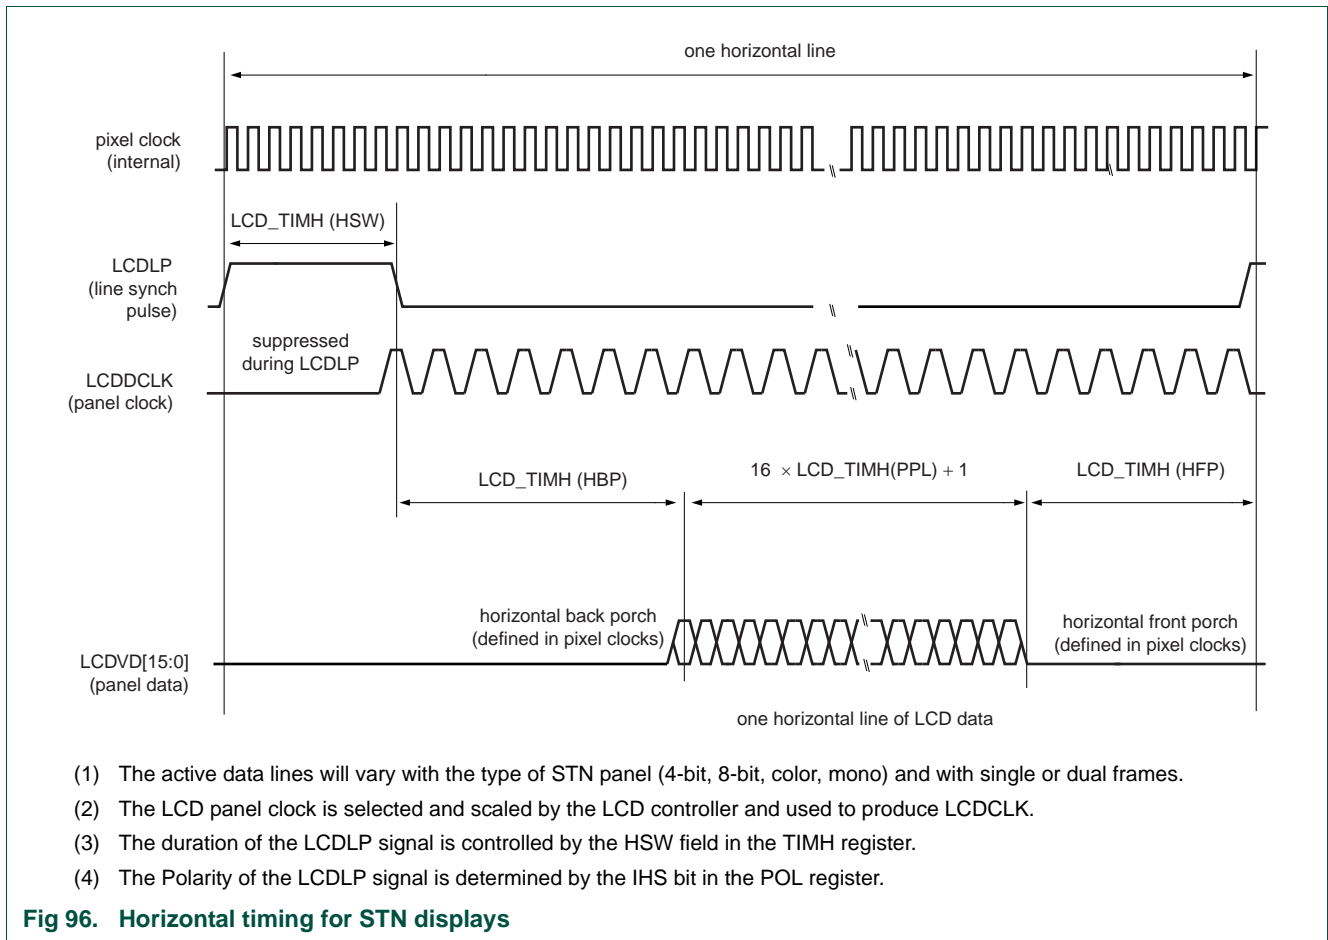 one horizontal line
pixel clock
(internal)
LCD_TIMH (HSW)
LCDLP
(line synch
pulse)
suppressed
during LCDLP
LCDDCLK
(panel clock)
LCD_TIMH (HBP)
16 × LCD_TIMH(PPL) + 1
LCD_TIMH (HFP)
horizontal back porch
(defined in pixel clocks)
horizontal front porch
(defined in pixel clocks)
LCDVD[15:0]
(panel data)
one horizontal line of LCD data
(1) The active data lines will vary with the type of STN panel (4-bit, 8-bit, color, mono) and with single or dual frames.
(2) The LCD panel clock is selected and scaled by the LCD controller and used to produce LCDCLK.
(3) The duration of the LCDLP signal is controlled by the HSW field in the TIMH register.
(4) The Polarity of the LCDLP signal is determined by the IHS bit in the POL register.
Fig 96. Horizontal timing for STN displays